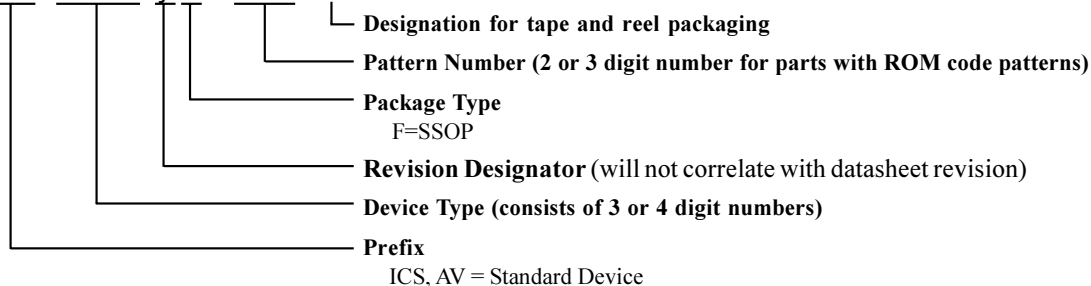 Designation for tape and reel packaging
Pattern Number (2 or 3 digit number for parts with ROM code patterns)
Package Type
F=SSOP
Revision Designator (will not correlate with datasheet revision)
Device Type (consists of 3 or 4 digit numbers)
Prefix
ICS, AV = Standard Device